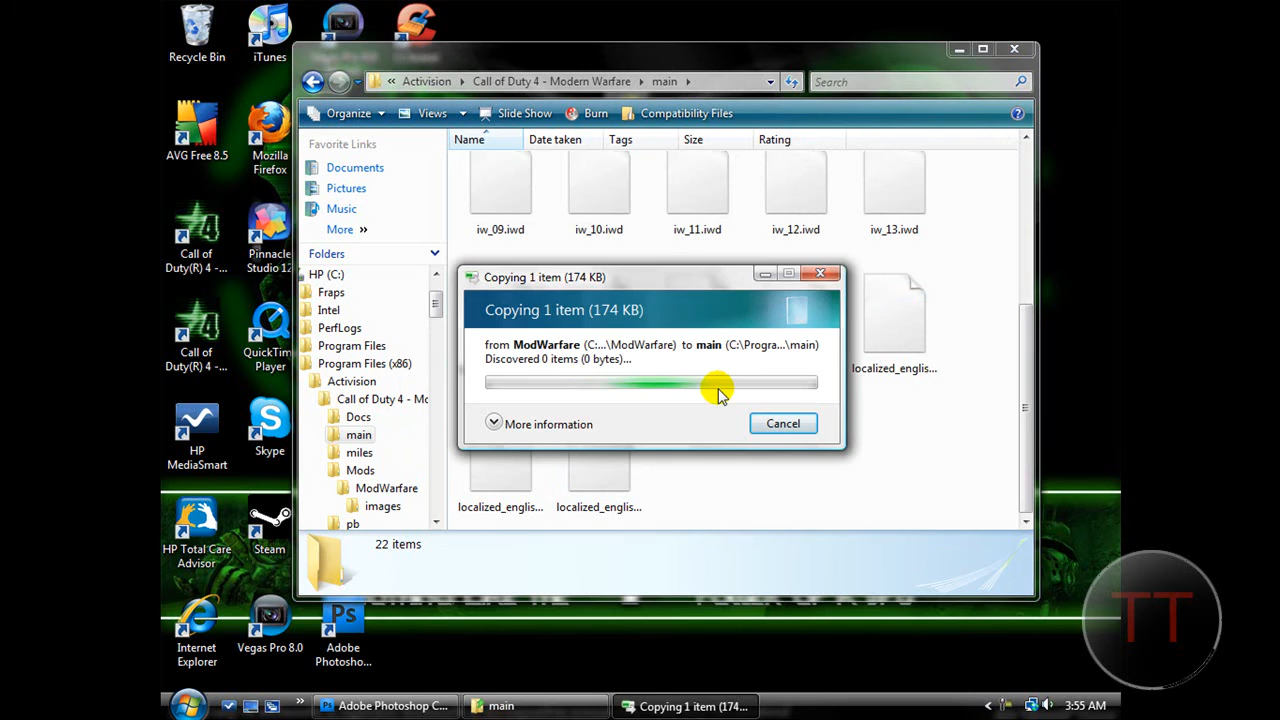 Recycle Bin
iTunes
AVG Free 8.5
Mozilla
Firefox
Call of
Duty(R) 4 -...
Pinnacle
Studio 12
Call of
Duty(R) 4 -...
QuickTime
Player
HP
MediaSmart
Skype
HP Total Care
Advisor
Steam
Internet
Explorer
Vegas Pro 8.0
Ps
Adobe
Photosho...
« Activision Call of Duty 4 - Modern Warfare main
Search
Organize Views Slide Show Burn Compatibility Files
Favorite Links
Documents
Pictures
Music
More »
Folders
HP (C:)
Fraps
Intel
PerfLogs
Program Files
Program Files (x86)
Activision
Call of Duty 4 - Mc
Docs
main
miles
Mods
ModWarfare
images
pb
Name Date taken Tags Size Rating
iw_09.iwd iw_10.iwd iw_11.iwd iw_12.iwd iw_13.iwd
localized_englis...
localized_englis... localized_englis...
22 items
Copying 1 item (174 KB)
Copying 1 item (174 KB)
from ModWarfare (C:...\ModWarfare) to main (C:\Progra...\main)
Discovered 0 items (0 bytes)...
More information
Cancel
TT
» Ps Adobe Photoshop C... main Copying 1 item (174... 3:55 AM